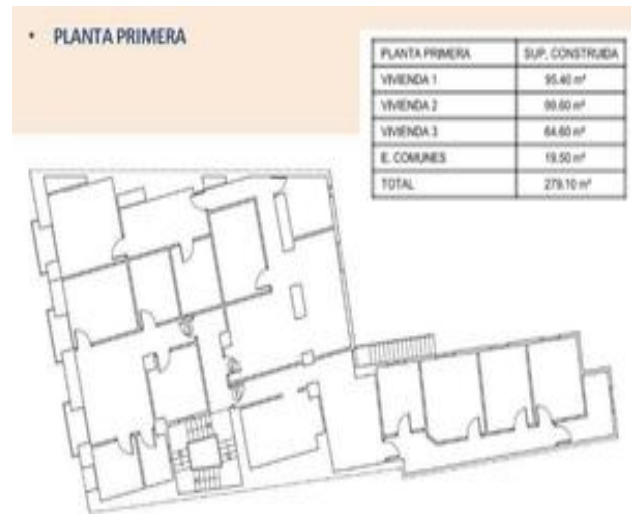 • PLANTA PRIMERA
PLANTA PRIMERA SUP. CONSTRUIDA
VIVIENDA 1 95.40 m²
VIVIENDA 2 99.60 m²
VIVIENDA 3 64.60 m²
E. COMUNES 19.50 m²
TOTAL 279.10 m²